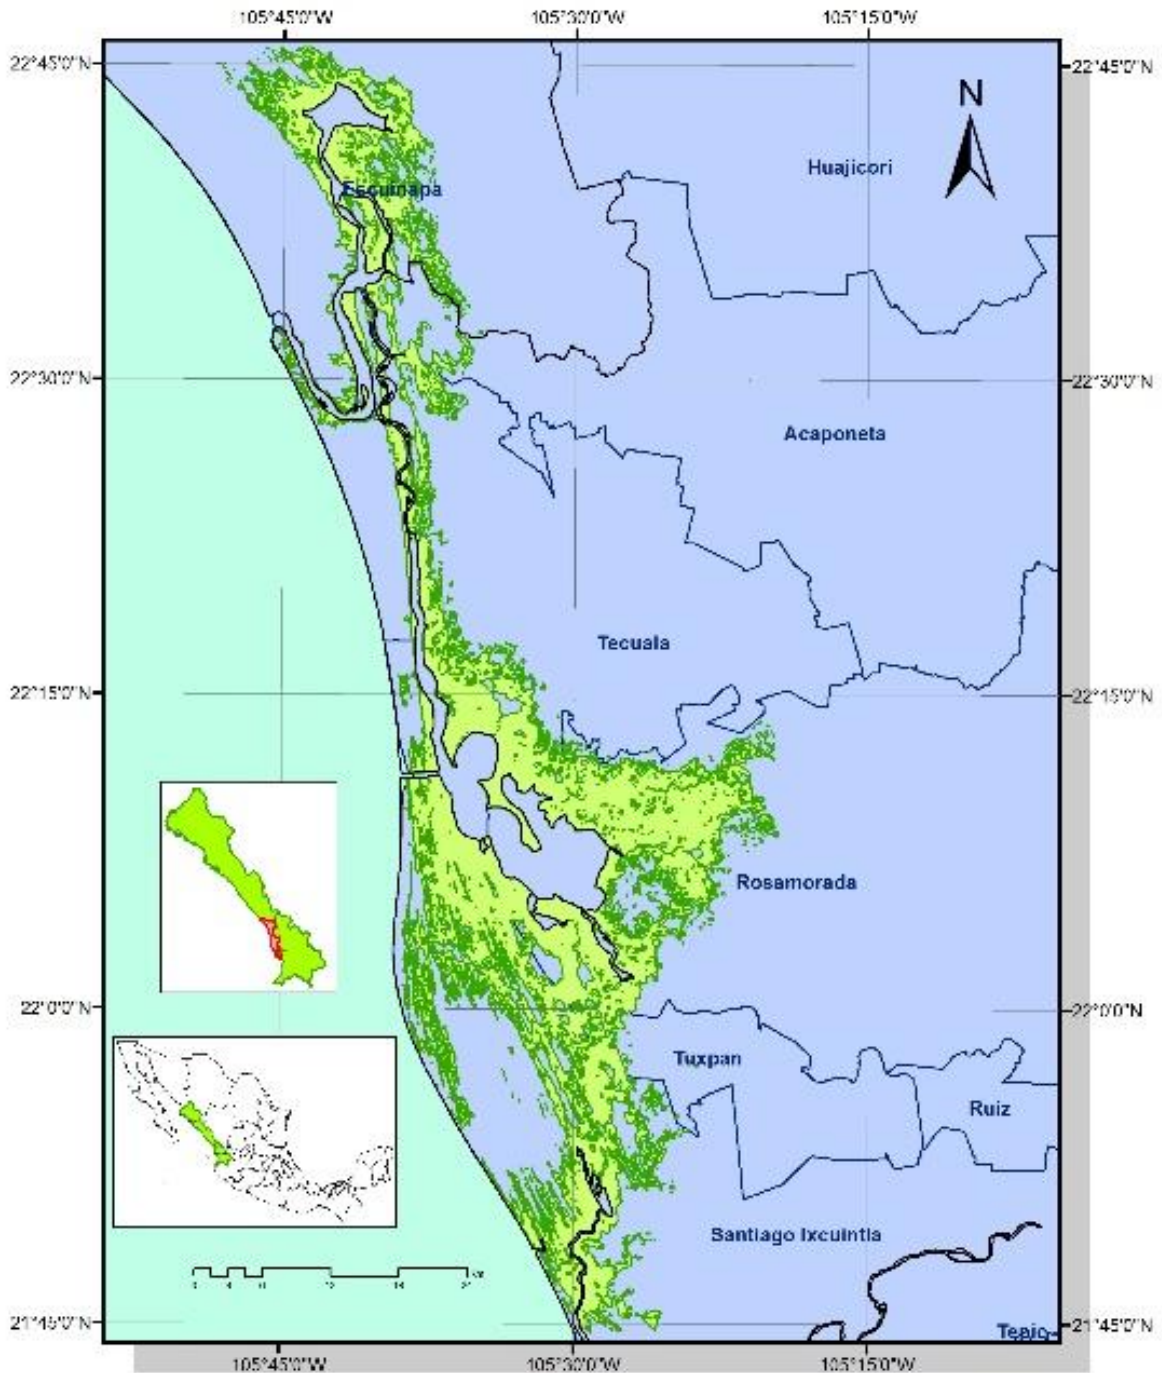 105°45'0"W 105°30'0"W 105°15'0"W
22°45'0"N 22°45'0"N
N
Huajicori
Escuinapa
22°30'0"N 22°30'0"N
Acaponeta
Tecuala
22°15'0"N 22°15'0"N
Rosamorada
22°0'0"N 22°0'0"N
Tuxpan
Ruiz
Santiago Ixcuintla
21°45'0"N 21°45'0"N
Tepic
105°45'0"W 105°30'0"W 105°15'0"W